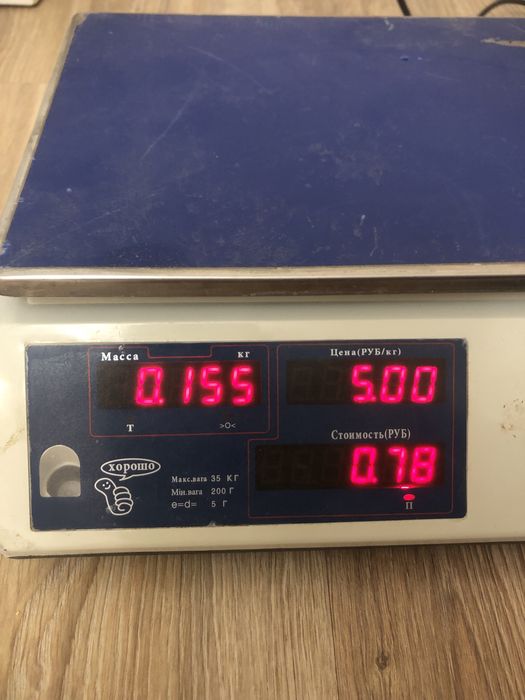 Масса кг
0.155
Т >O<
Цена(РУБ/кг)
5.00
Стоимость(РУБ)
0.78
П
хорошо
Макс.вага 35 КГ
Мін.вага 200 Г
e=d= 5 Г